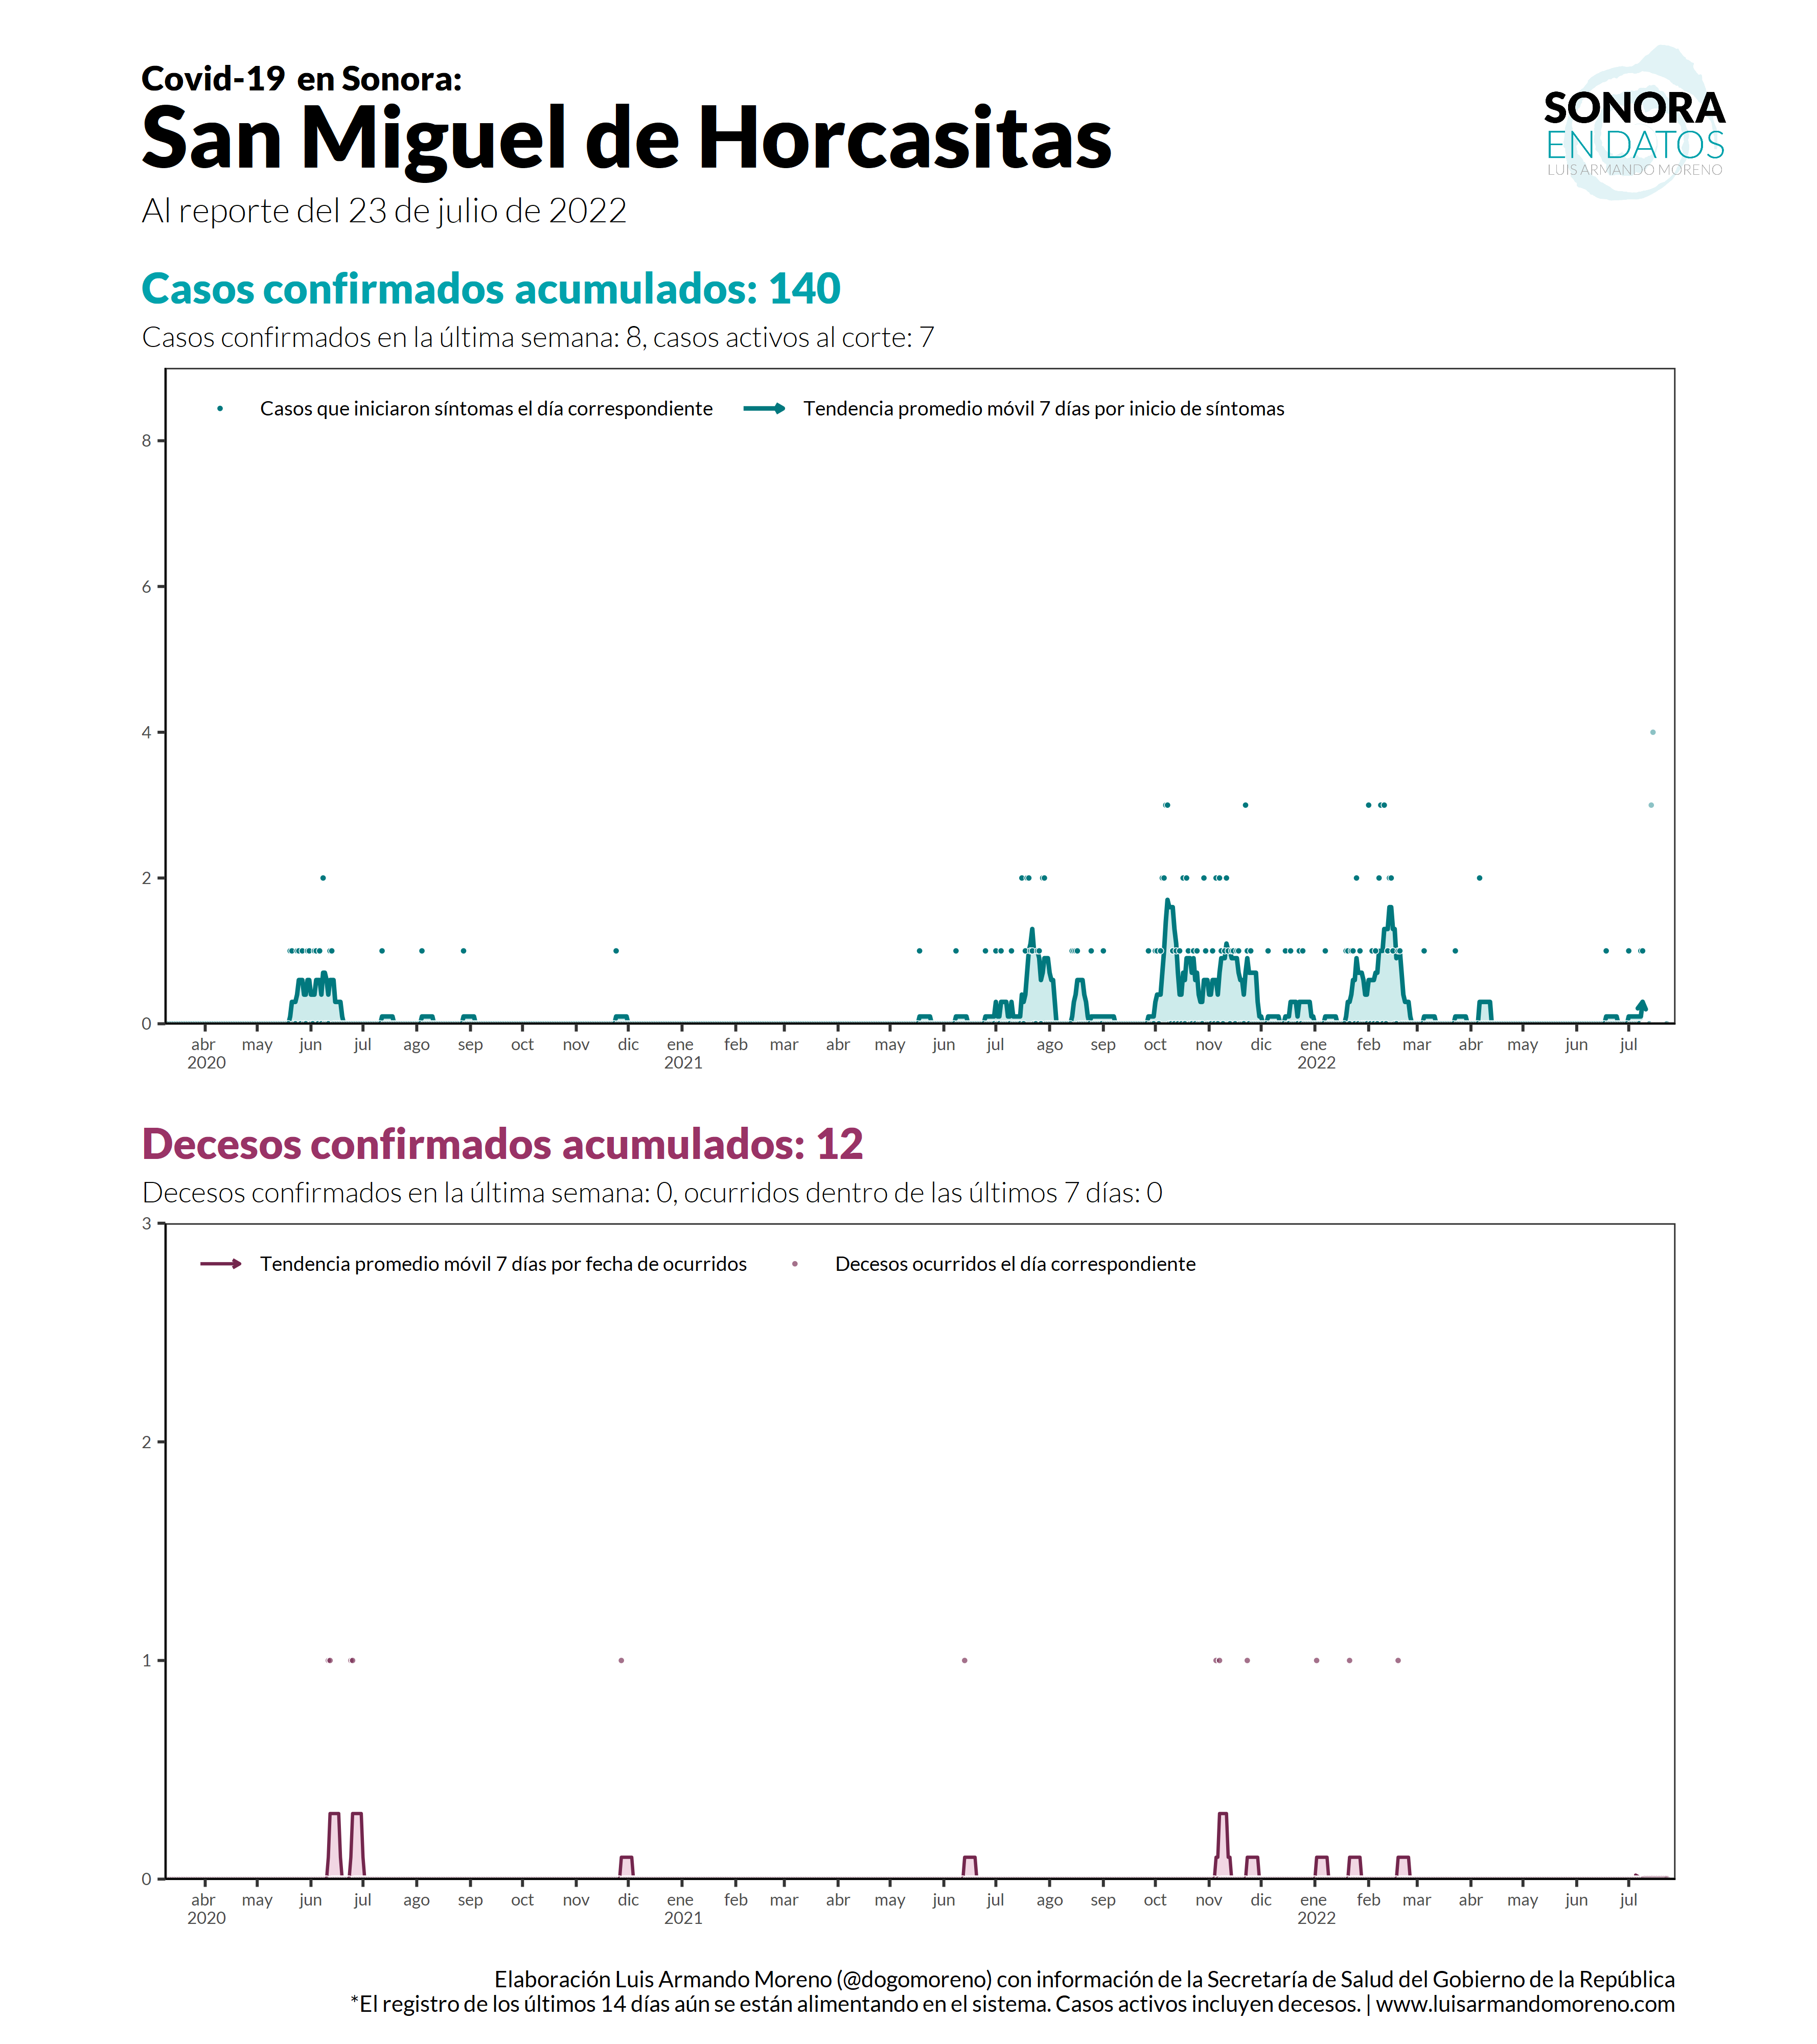 Covid-19 en Sonora:
San Miguel de Horcasitas
Al reporte del 23 de julio de 2022
SONORA
EN DATOS
LUIS ARMANDO MORENO
Casos confirmados acumulados: 140
Casos confirmados en la última semana: 8, casos activos al corte: 7
Casos que iniciaron síntomas el día correspondiente Tendencia promedio móvil 7 días por inicio de síntomas
8
6
4
2
0
abr may jun jul ago sep oct nov dic ene feb mar abr may jun jul ago sep oct nov dic ene feb mar abr may jun jul
2020 2021 2022
Decesos confirmados acumulados: 12
Decesos confirmados en la última semana: 0, ocurridos dentro de las últimos 7 días: 0
3
Tendencia promedio móvil 7 días por fecha de ocurridos Decesos ocurridos el día correspondiente
2
1
0
abr may jun jul ago sep oct nov dic ene feb mar abr may jun jul ago sep oct nov dic ene feb mar abr may jun jul
2020 2021 2022
Elaboración Luis Armando Moreno (@dogomoreno) con información de la Secretaría de Salud del Gobierno de la República
*El registro de los últimos 14 días aún se están alimentando en el sistema. Casos activos incluyen decesos. | www.luisarmandomoreno.com